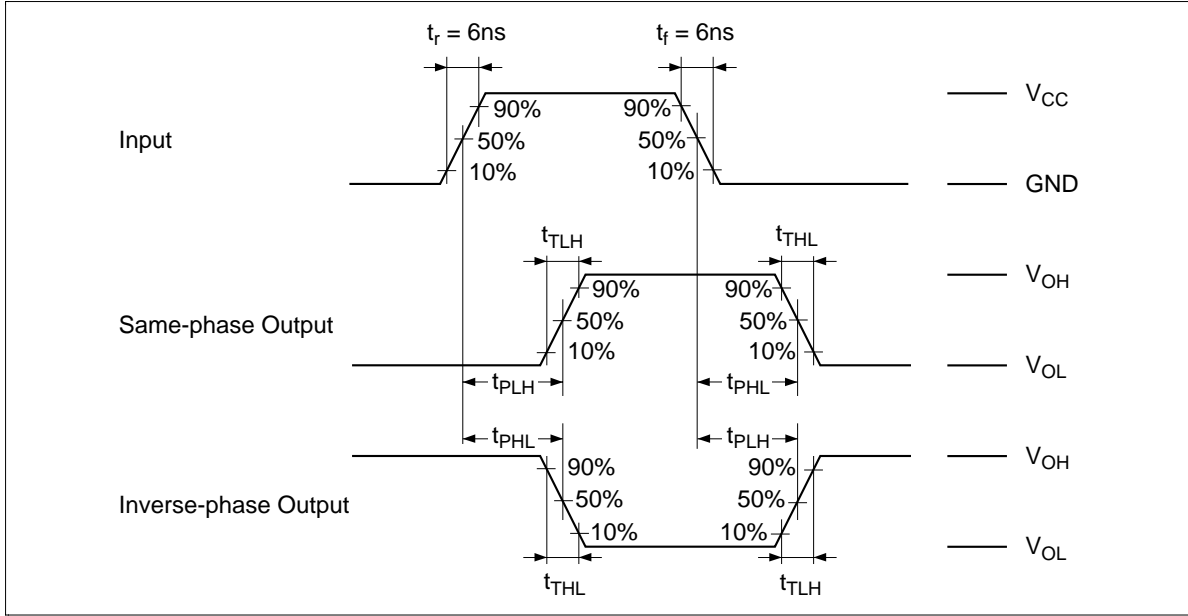 t_r = 6ns t_f = 6ns
90% 90% V_CC
Input 50% 50%
10% 10% GND
t_TLH t_THL
90% 90% V_OH
Same-phase Output 50% 50%
10% 10% V_OL
t_PLH t_PHL
t_PHL t_PLH V_OH
90% 90%
Inverse-phase Output 50% 50%
10% 10% V_OL
t_THL t_TLH